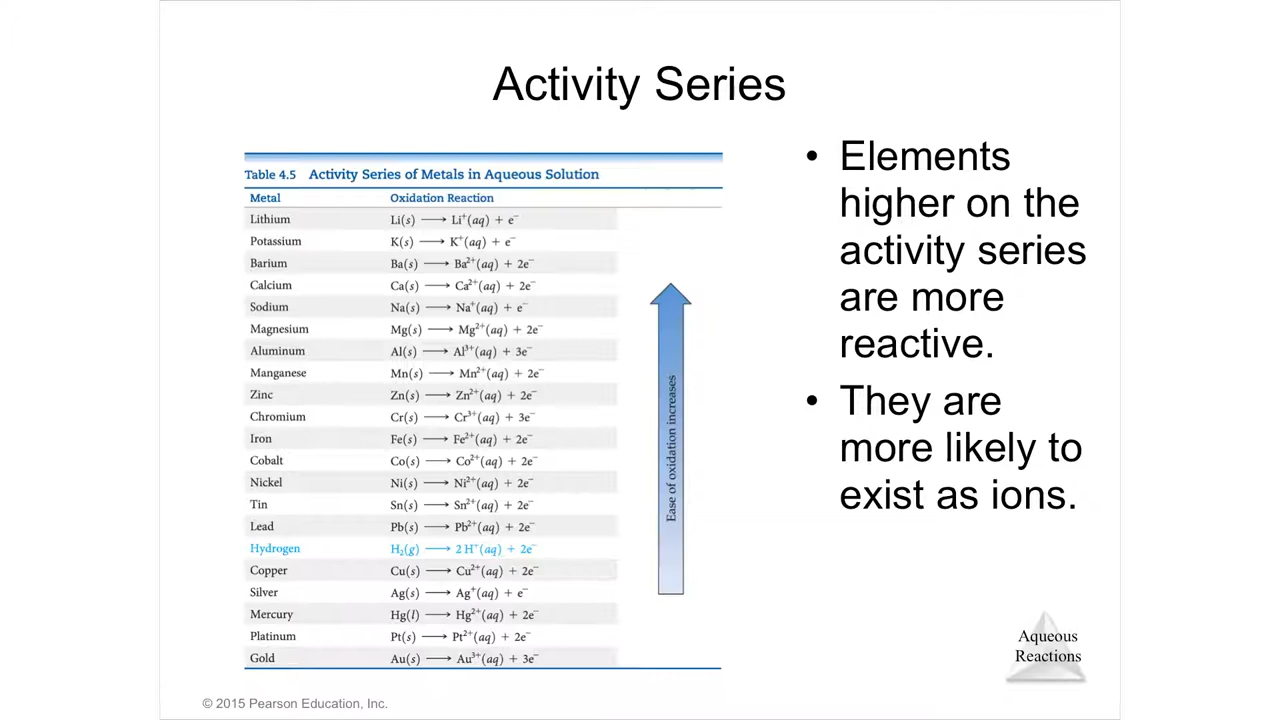 Activity Series
Table 4.5 Activity Series of Metals in Aqueous Solution
Metal Oxidation Reaction
Lithium Li(s) ⟶ Li⁺(aq) + e⁻
Potassium K(s) ⟶ K⁺(aq) + e⁻
Barium Ba(s) ⟶ Ba²⁺(aq) + 2e⁻
Calcium Ca(s) ⟶ Ca²⁺(aq) + 2e⁻
Sodium Na(s) ⟶ Na⁺(aq) + e⁻
Magnesium Mg(s) ⟶ Mg²⁺(aq) + 2e⁻
Aluminum Al(s) ⟶ Al³⁺(aq) + 3e⁻
Manganese Mn(s) ⟶ Mn²⁺(aq) + 2e⁻
Zinc Zn(s) ⟶ Zn²⁺(aq) + 2e⁻
Chromium Cr(s) ⟶ Cr³⁺(aq) + 3e⁻
Iron Fe(s) ⟶ Fe²⁺(aq) + 2e⁻
Cobalt Co(s) ⟶ Co²⁺(aq) + 2e⁻
Nickel Ni(s) ⟶ Ni²⁺(aq) + 2e⁻
Tin Sn(s) ⟶ Sn²⁺(aq) + 2e⁻
Lead Pb(s) ⟶ Pb²⁺(aq) + 2e⁻
Hydrogen H₂(g) ⟶ 2 H⁺(aq) + 2e⁻
Copper Cu(s) ⟶ Cu²⁺(aq) + 2e⁻
Silver Ag(s) ⟶ Ag⁺(aq) + e⁻
Mercury Hg(l) ⟶ Hg²⁺(aq) + 2e⁻
Platinum Pt(s) ⟶ Pt²⁺(aq) + 2e⁻
Gold Au(s) ⟶ Au³⁺(aq) + 3e⁻
Ease of oxidation increases
• Elements
higher on the
activity series
are more
reactive.
• They are
more likely to
exist as ions.
Aqueous
Reactions
© 2015 Pearson Education, Inc.